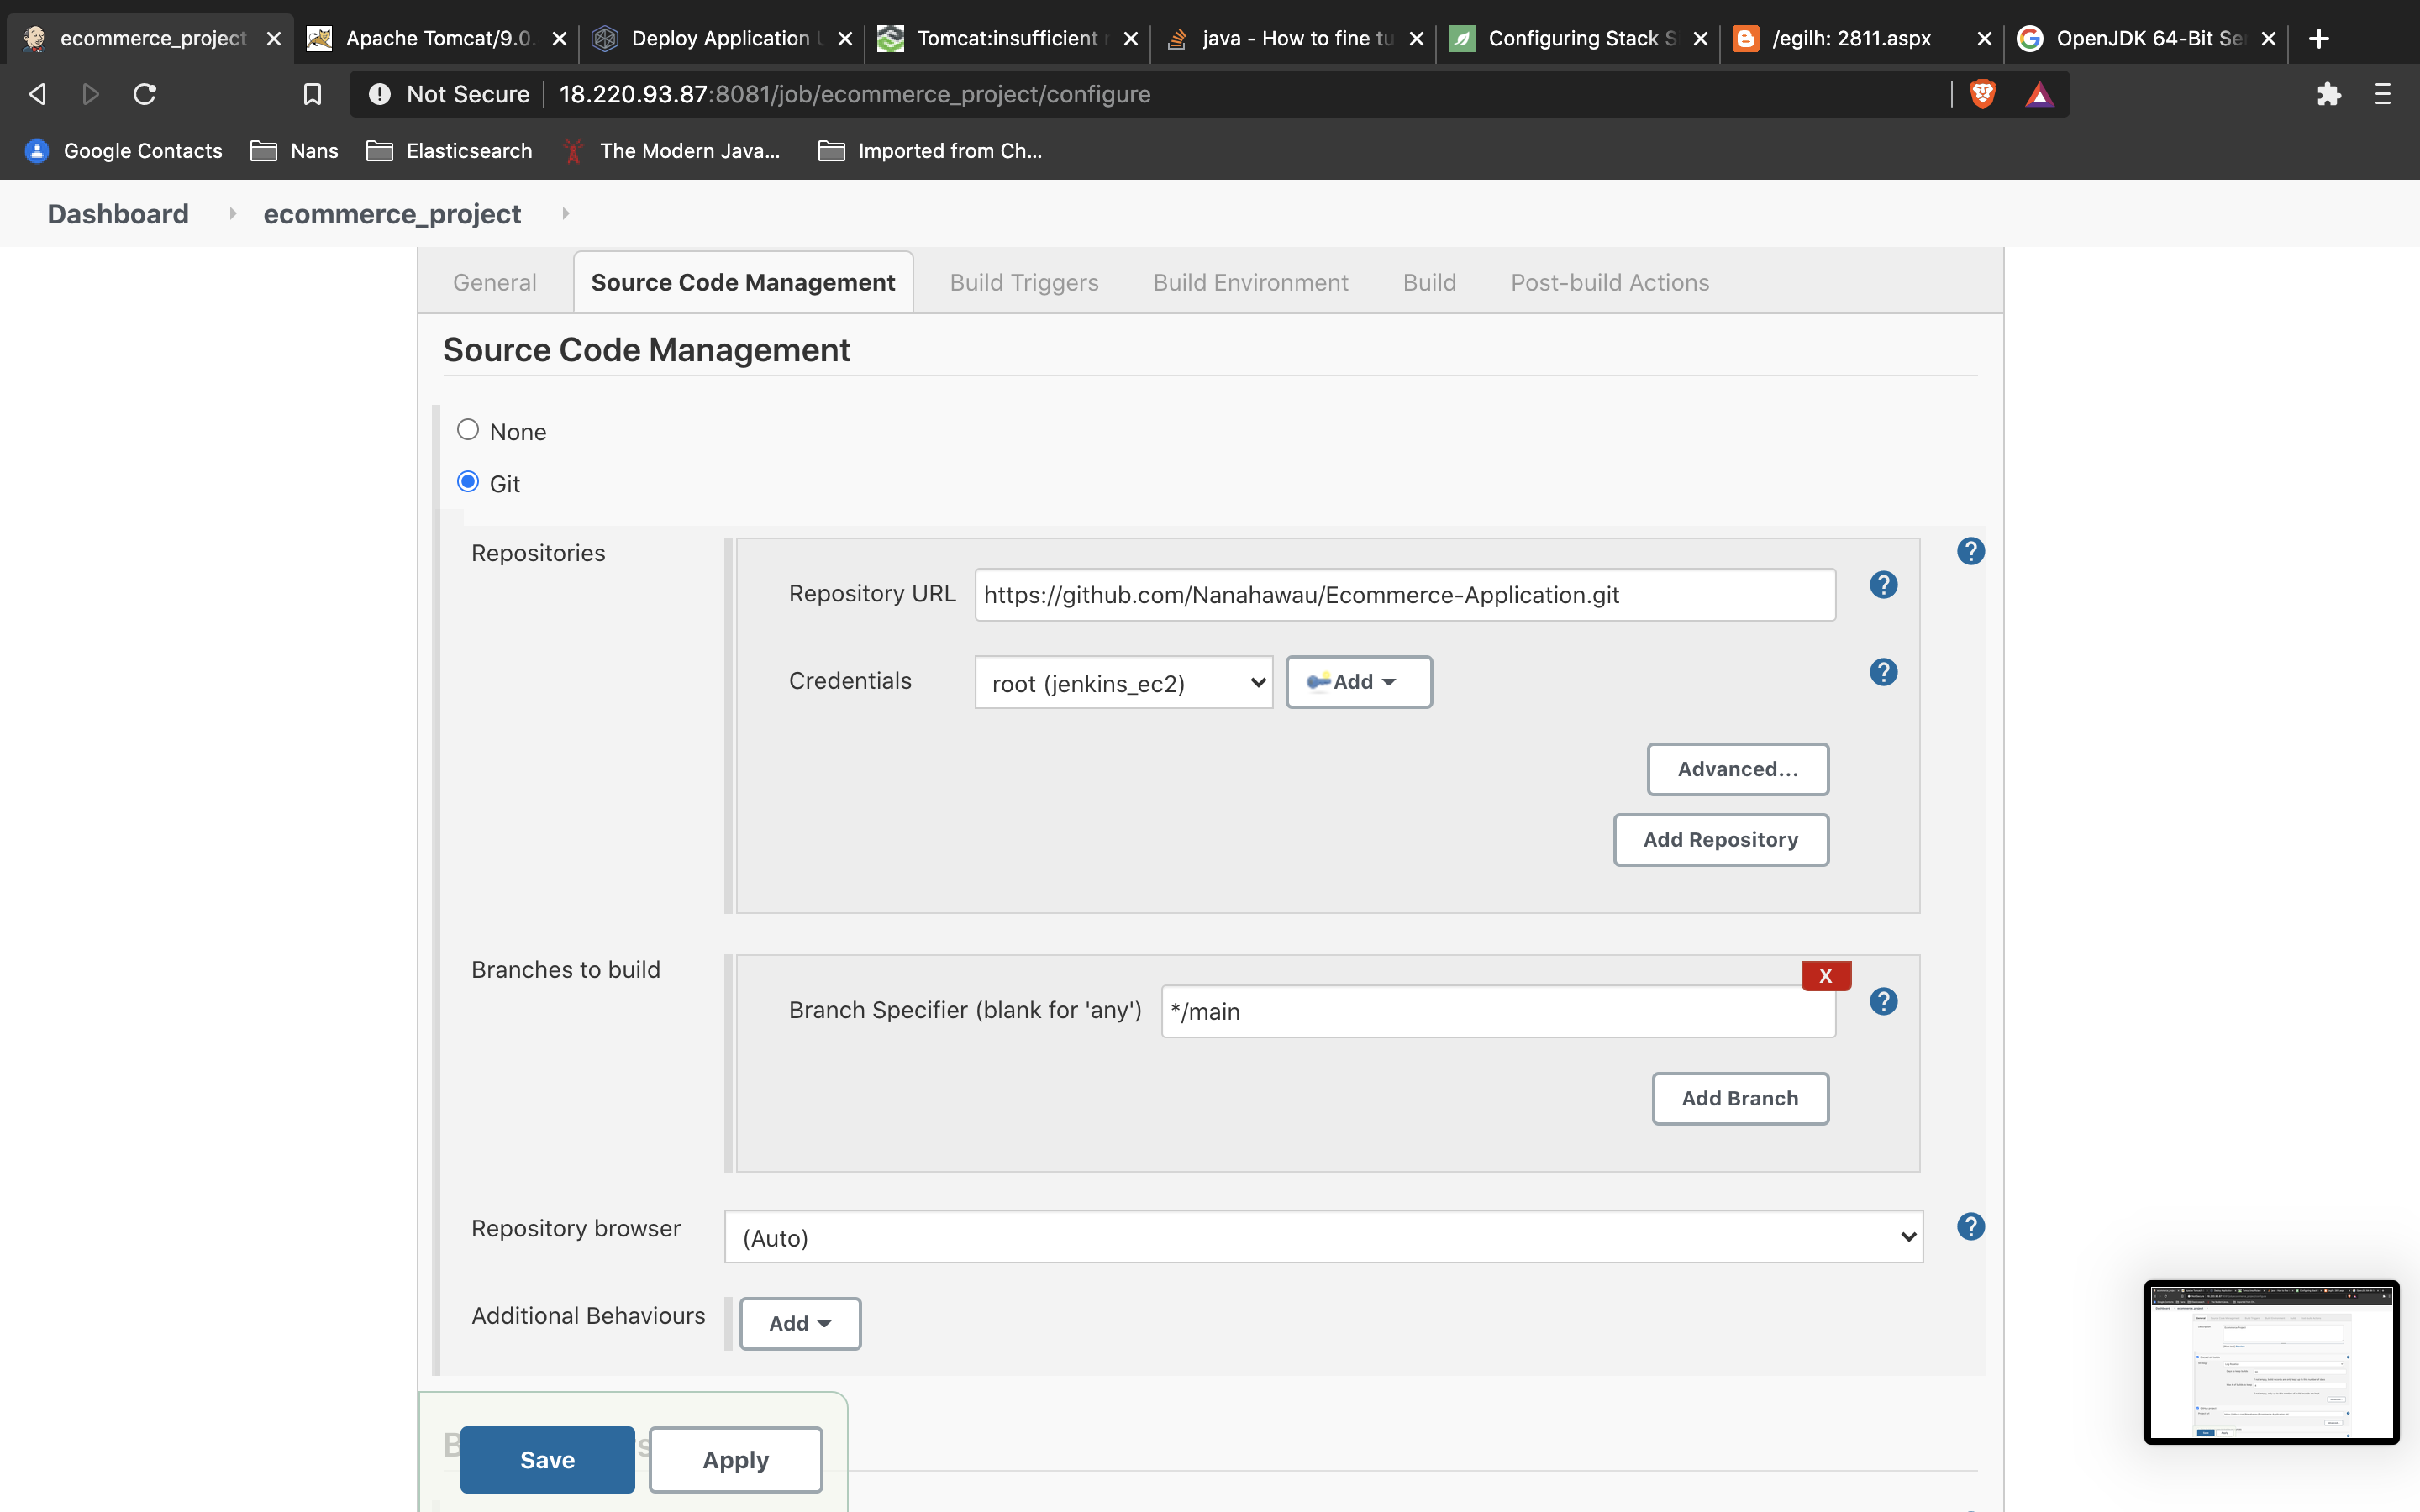 ecommerce_project
Apache Tomcat/9.0.
Deploy Application U
Tomcat:insufficient
java - How to fine tu
Configuring Stack S
/egilh: 2811.aspx
OpenJDK 64-Bit Se
Not Secure
18.220.93.87:8081/job/ecommerce_project/configure
Google Contacts
Nans
Elasticsearch
The Modern Java...
Imported from Ch...
Dashboard
ecommerce_project
General
Source Code Management
Build Triggers
Build Environment
Build
Post-build Actions
Source Code Management
None
Git
Repositories
Repository URL
https://github.com/Nanahawau/Ecommerce-Application.git
Credentials
root (jenkins_ec2)
Add
Advanced...
Add Repository
Branches to build
X
Branch Specifier (blank for 'any')
*/main
Add Branch
Repository browser
(Auto)
Additional Behaviours
Add
Save
Apply